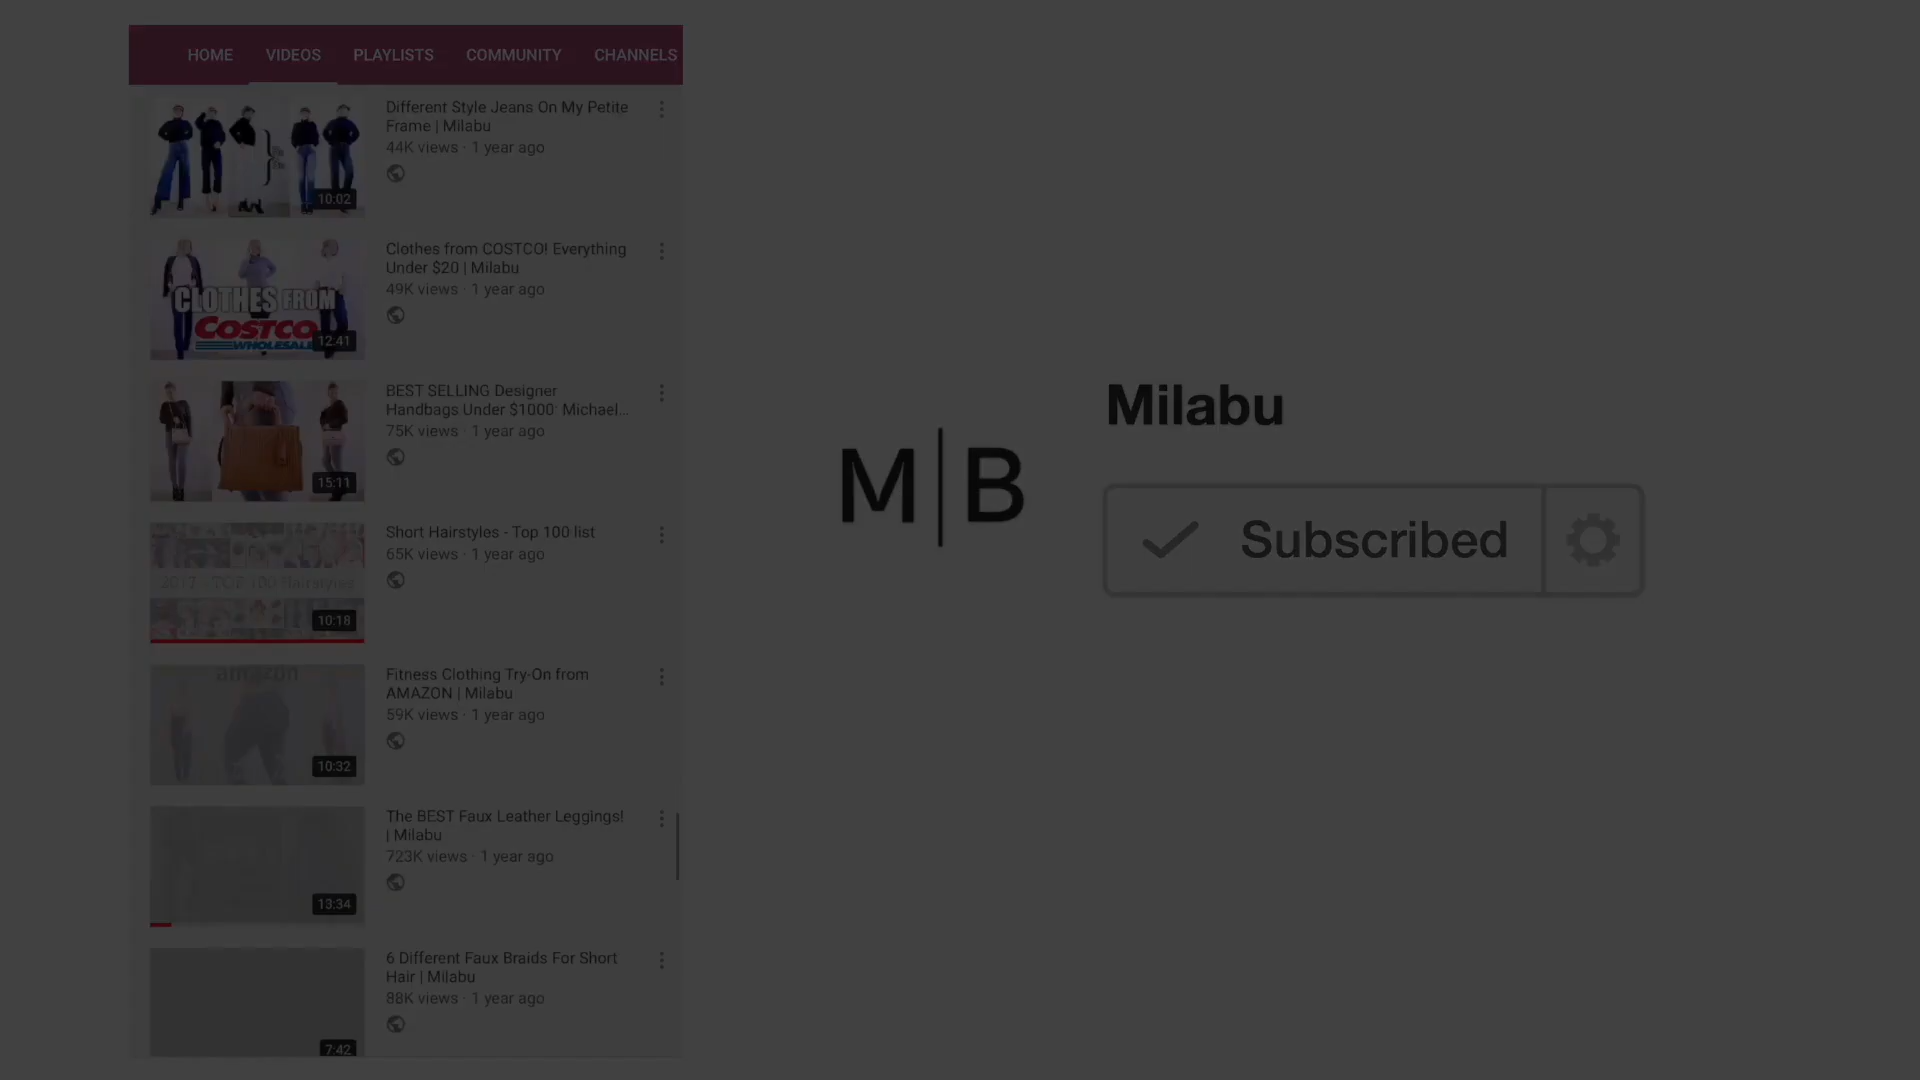 HOME VIDEOS PLAYLISTS COMMUNITY CHANNELS
Different Style Jeans On My Petite
Frame | Milabu
44K views · 1 year ago
10:02
Clothes from COSTCO! Everything
Under $20 | Milabu
49K views · 1 year ago
CLOTHES FROM
COSTCO
WHOLESALE
12:41
BEST SELLING Designer
Handbags Under $1000: Michael...
75K views · 1 year ago
15:11
Short Hairstyles - Top 100 list
65K views · 1 year ago
2017 - TOP 100 Hairstyles
10:18
amazon
Fitness Clothing Try-On from
AMAZON | Milabu
59K views · 1 year ago
10:32
The BEST Faux Leather Leggings!
| Milabu
723K views · 1 year ago
13:34
6 Different Faux Braids For Short
Hair | Milabu
88K views · 1 year ago
7:42
M|B
Milabu
Subscribed